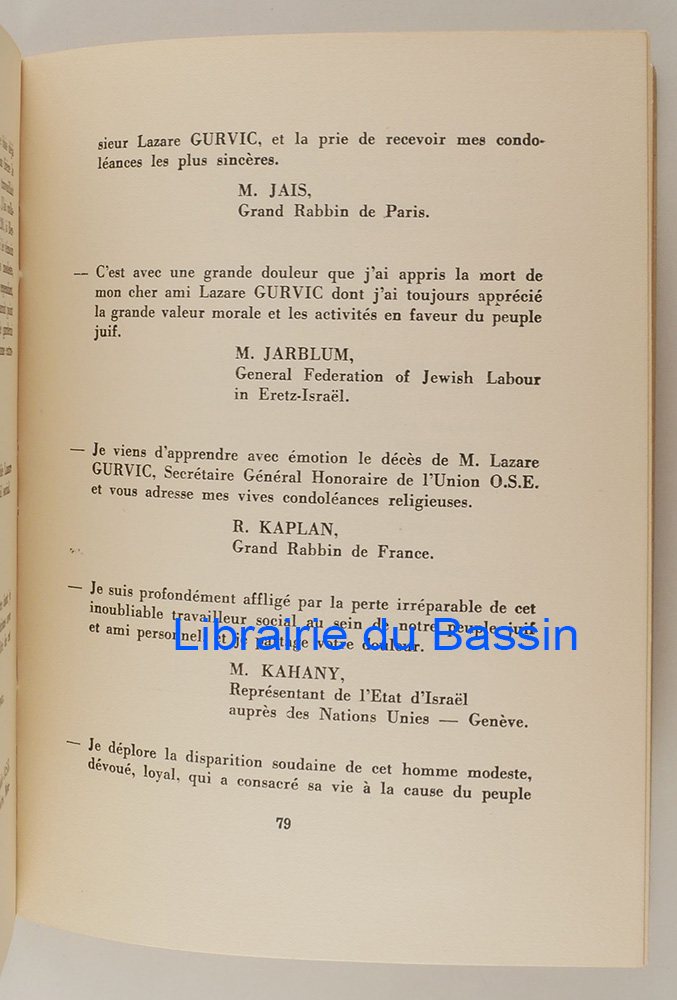 sieur Lazare GURVIC, et la prie de recevoir mes condo-
léances les plus sincères.
M. JAIS,
Grand Rabbin de Paris.
— C'est avec une grande douleur que j'ai appris la mort de
mon cher ami Lazare GURVIC dont j'ai toujours apprécié
la grande valeur morale et les activités en faveur du peuple
juif.
M. JARBLUM,
General Federation of Jewish Labour
in Eretz-Israël.
— Je viens d'apprendre avec émotion le décès de M. Lazare
GURVIC, Secrétaire Général Honoraire de l'Union O.S.E.
et vous adresse mes vives condoléances religieuses.
R. KAPLAN,
Grand Rabbin de France.
— Je suis profondément affligé par la perte irréparable de cet
inoubliable travailleur social au sein de notre peuple juif
et ami personnel et je partage votre douleur.
Librairie du Bassin
M. KAHANY,
Représentant de l'Etat d'Israël
auprès des Nations Unies — Genève.
— Je déplore la disparition soudaine de cet homme modeste,
dévoué, loyal, qui a consacré sa vie à la cause du peuple
79